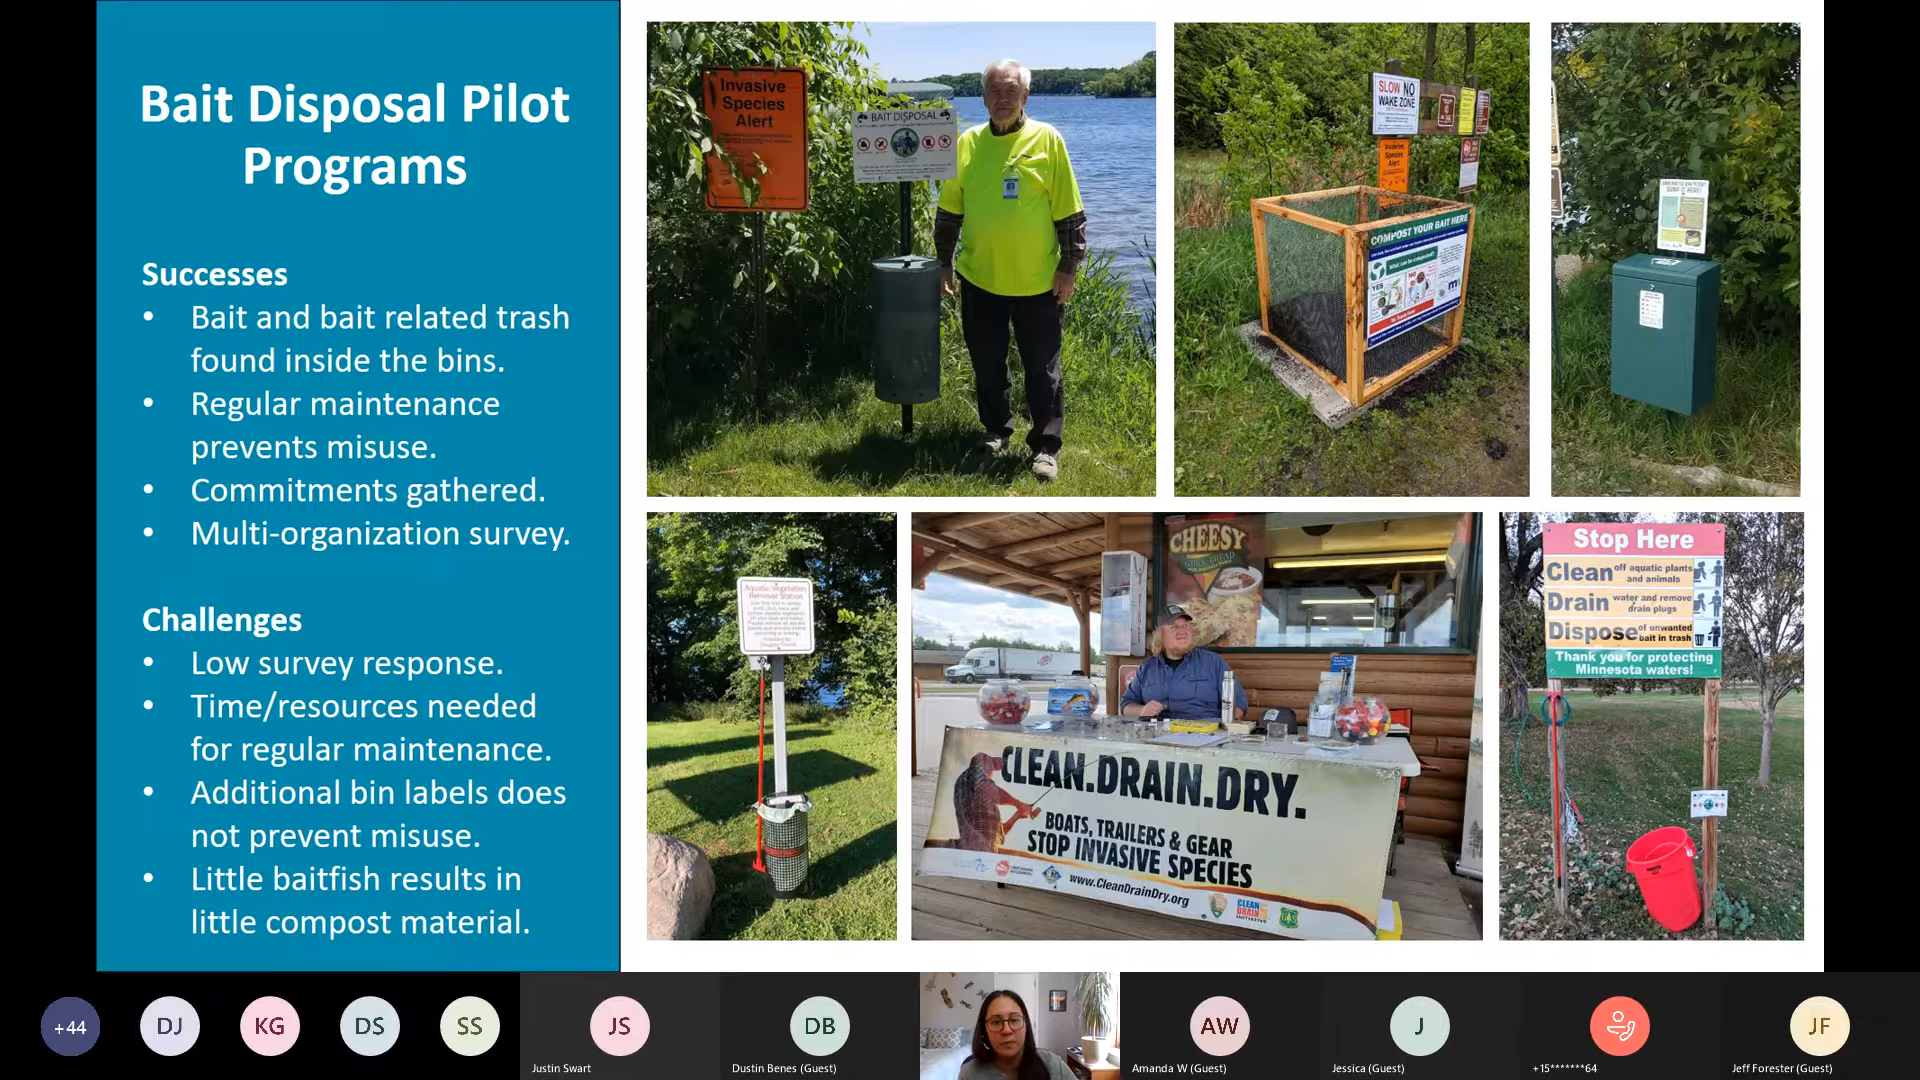 Bait Disposal Pilot
Programs
Successes
• Bait and bait related trash
found inside the bins.
• Regular maintenance
prevents misuse.
• Commitments gathered.
• Multi-organization survey.
Challenges
• Low survey response.
• Time/resources needed
for regular maintenance.
• Additional bin labels does
not prevent misuse.
• Little baitfish results in
little compost material.
Invasive
Species
Alert
BAIT DISPOSAL
SLOW NO
WAKE ZONE
Invasive
Species
Alert
COMPOST YOUR BAIT HERE
What can be composted?
YES
NO
Aquatic Vegetation
Removal Station
CHEESY
CLEAN.DRAIN.DRY.
BOATS, TRAILERS & GEAR
STOP INVASIVE SPECIES
www.CleanDrainDry.org
Stop Here
Clean off aquatic plants
and animals
Drain water and remove
drain plugs
Dispose of unwanted
bait in trash
Thank you for protecting
Minnesota waters!
+44
DJ
KG
DS
SS
JS
DB
AW
J
JF
Justin Swart
Dustin Benes (Guest)
Amanda W (Guest)
Jessica (Guest)
+15*******64
Jeff Forester (Guest)